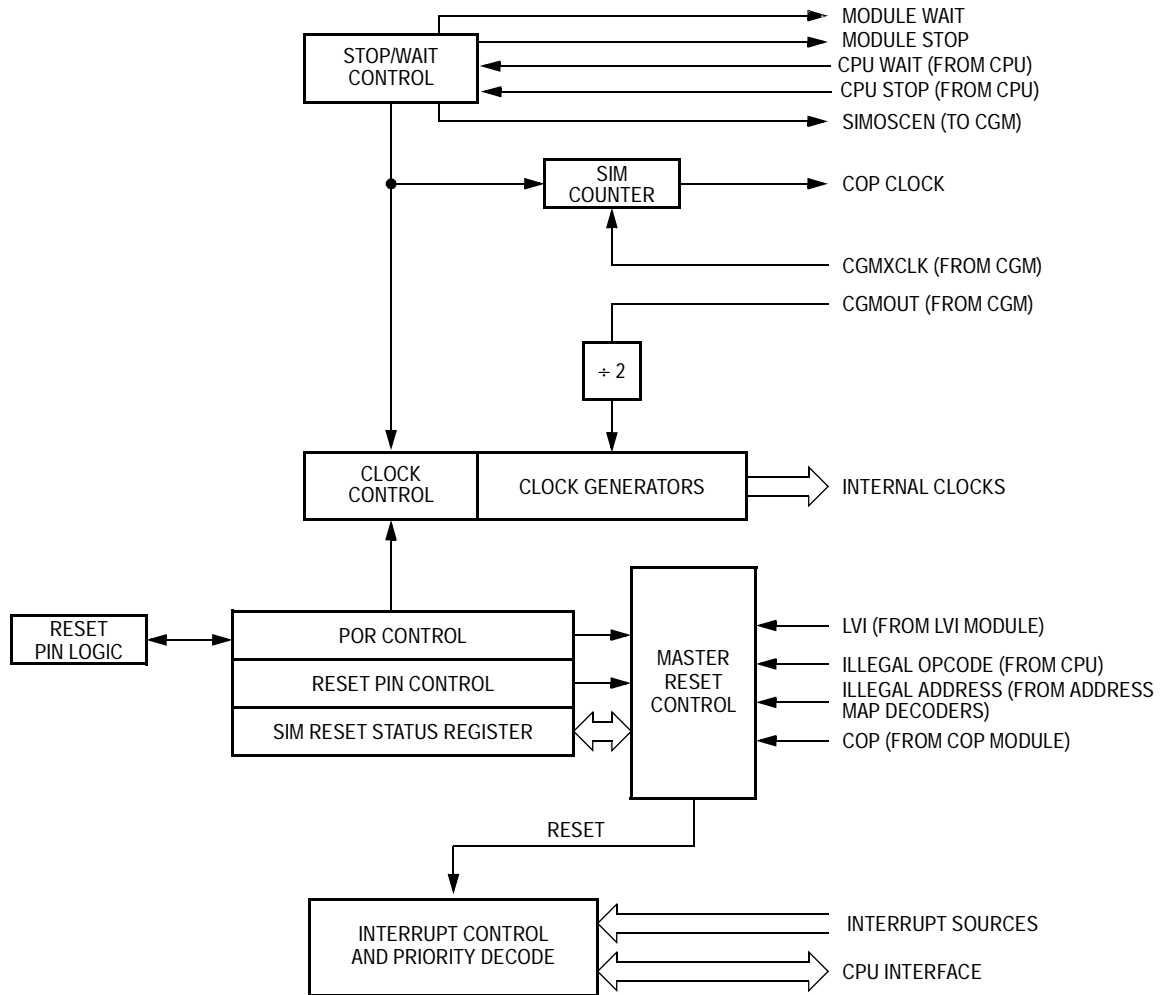 MODULE WAIT
STOP/WAIT
CONTROL
MODULE STOP
CPU WAIT (FROM CPU)
CPU STOP (FROM CPU)
SIMOSCEN (TO CGM)
SIM
COUNTER
COP CLOCK
CGMXCLK (FROM CGM)
CGMOUT (FROM CGM)
÷ 2
CLOCK
CONTROL
CLOCK GENERATORS
INTERNAL CLOCKS
RESET
PIN LOGIC
POR CONTROL
RESET PIN CONTROL
SIM RESET STATUS REGISTER
MASTER
RESET
CONTROL
LVI (FROM LVI MODULE)
ILLEGAL OPCODE (FROM CPU)
ILLEGAL ADDRESS (FROM ADDRESS
MAP DECODERS)
COP (FROM COP MODULE)
RESET
INTERRUPT CONTROL
AND PRIORITY DECODE
INTERRUPT SOURCES
CPU INTERFACE